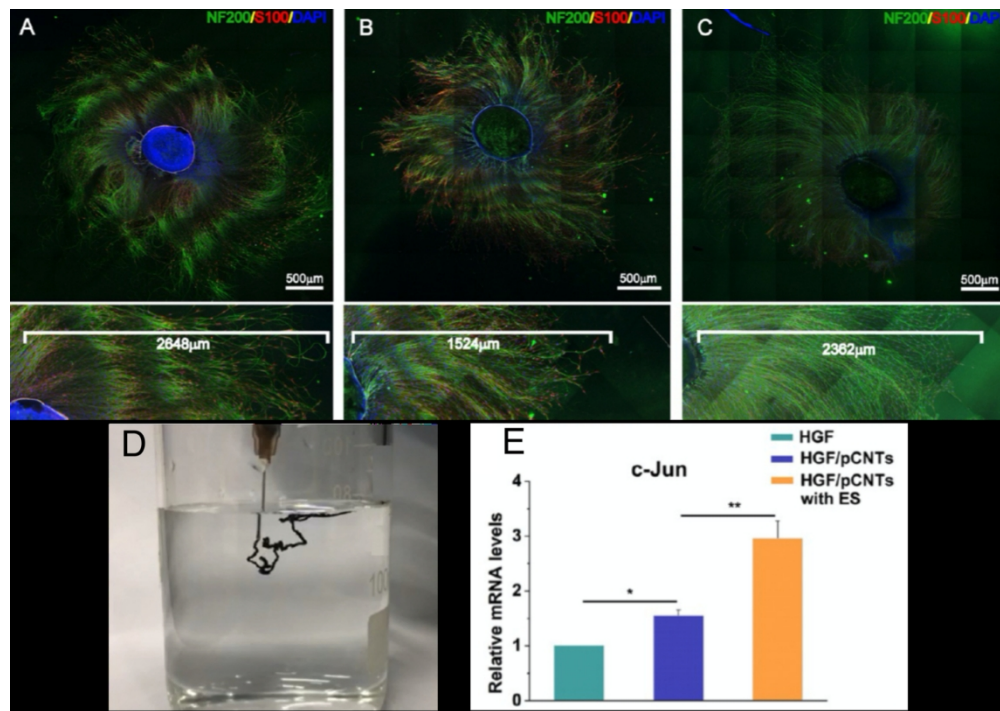 A
NF200/S100/DAPI
B
NF200/S100/DAPI
C
NF200/S100/DAPI
500μm
500μm
500μm
2648μm
1524μm
2362μm
D
100
E
c-Jun
HGF
HGF/pCNTs
HGF/pCNTs
with ES
Relative mRNA levels
4
3
2
1
0
*
**